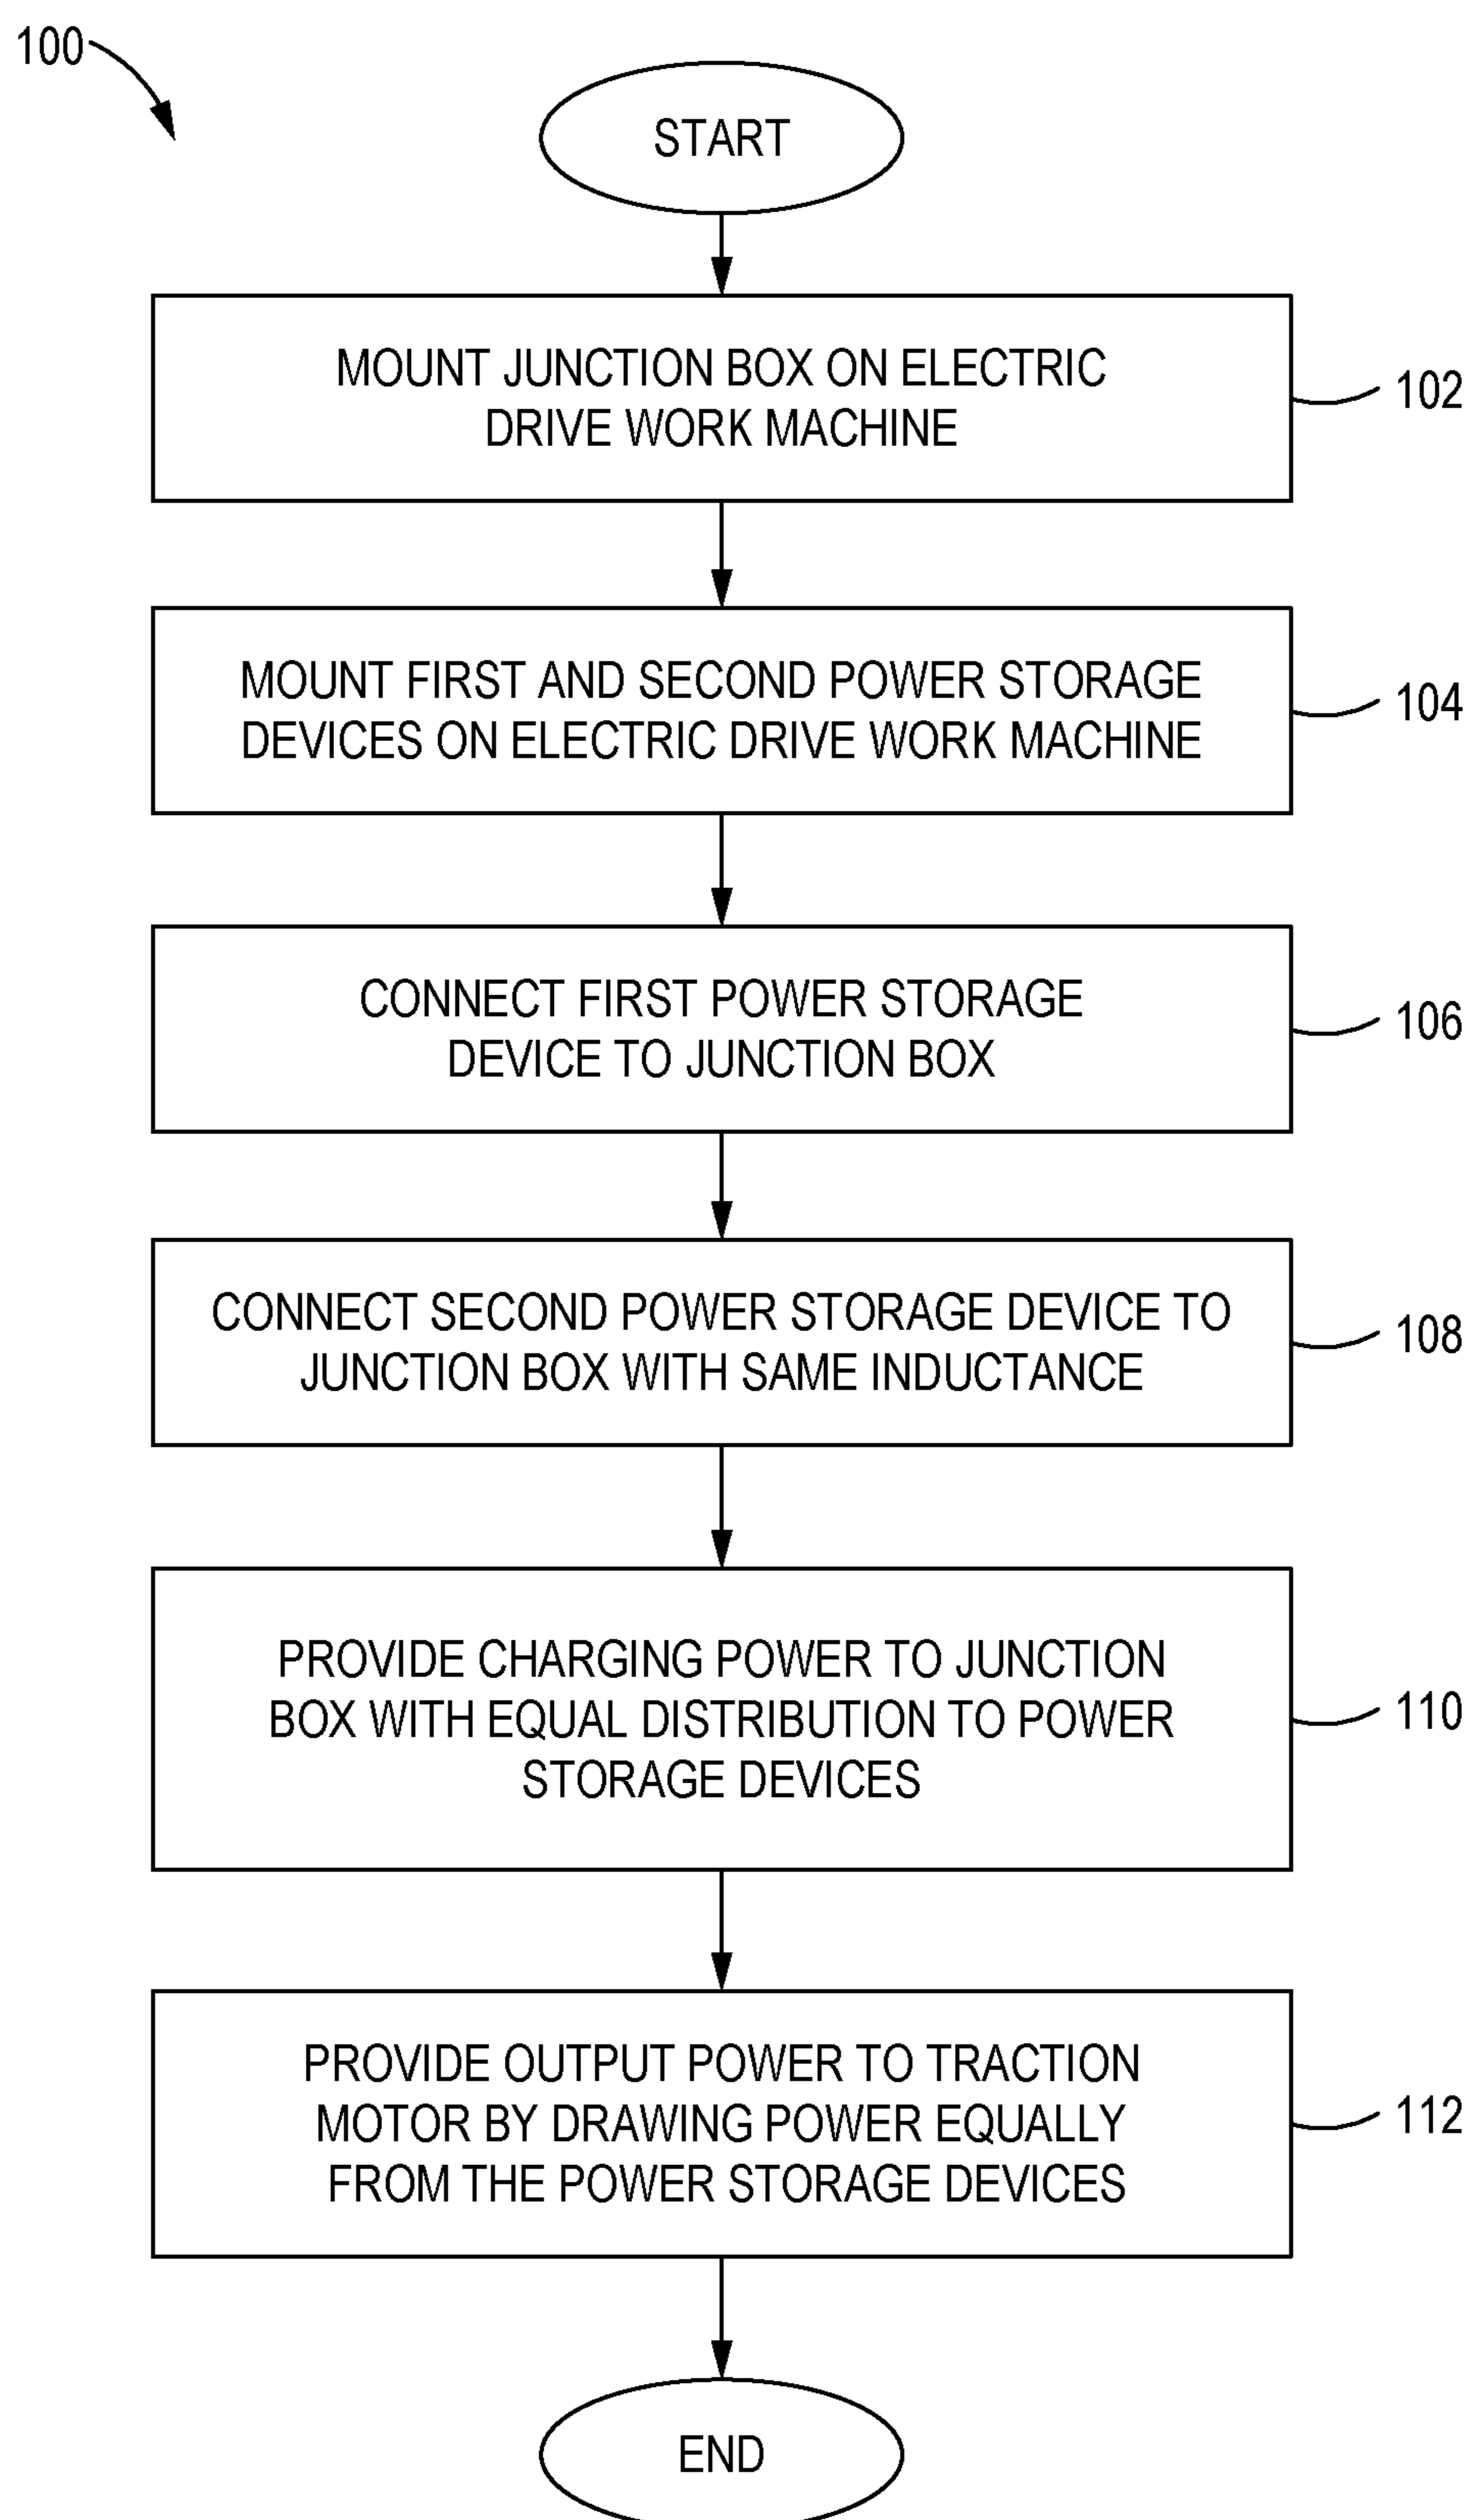 100
START
MOUNT JUNCTION BOX ON ELECTRIC
DRIVE WORK MACHINE
102
MOUNT FIRST AND SECOND POWER STORAGE
DEVICES ON ELECTRIC DRIVE WORK MACHINE
104
CONNECT FIRST POWER STORAGE
DEVICE TO JUNCTION BOX
106
CONNECT SECOND POWER STORAGE DEVICE TO
JUNCTION BOX WITH SAME INDUCTANCE
108
PROVIDE CHARGING POWER TO JUNCTION
BOX WITH EQUAL DISTRIBUTION TO POWER
STORAGE DEVICES
110
PROVIDE OUTPUT POWER TO TRACTION
MOTOR BY DRAWING POWER EQUALLY
FROM THE POWER STORAGE DEVICES
112
END